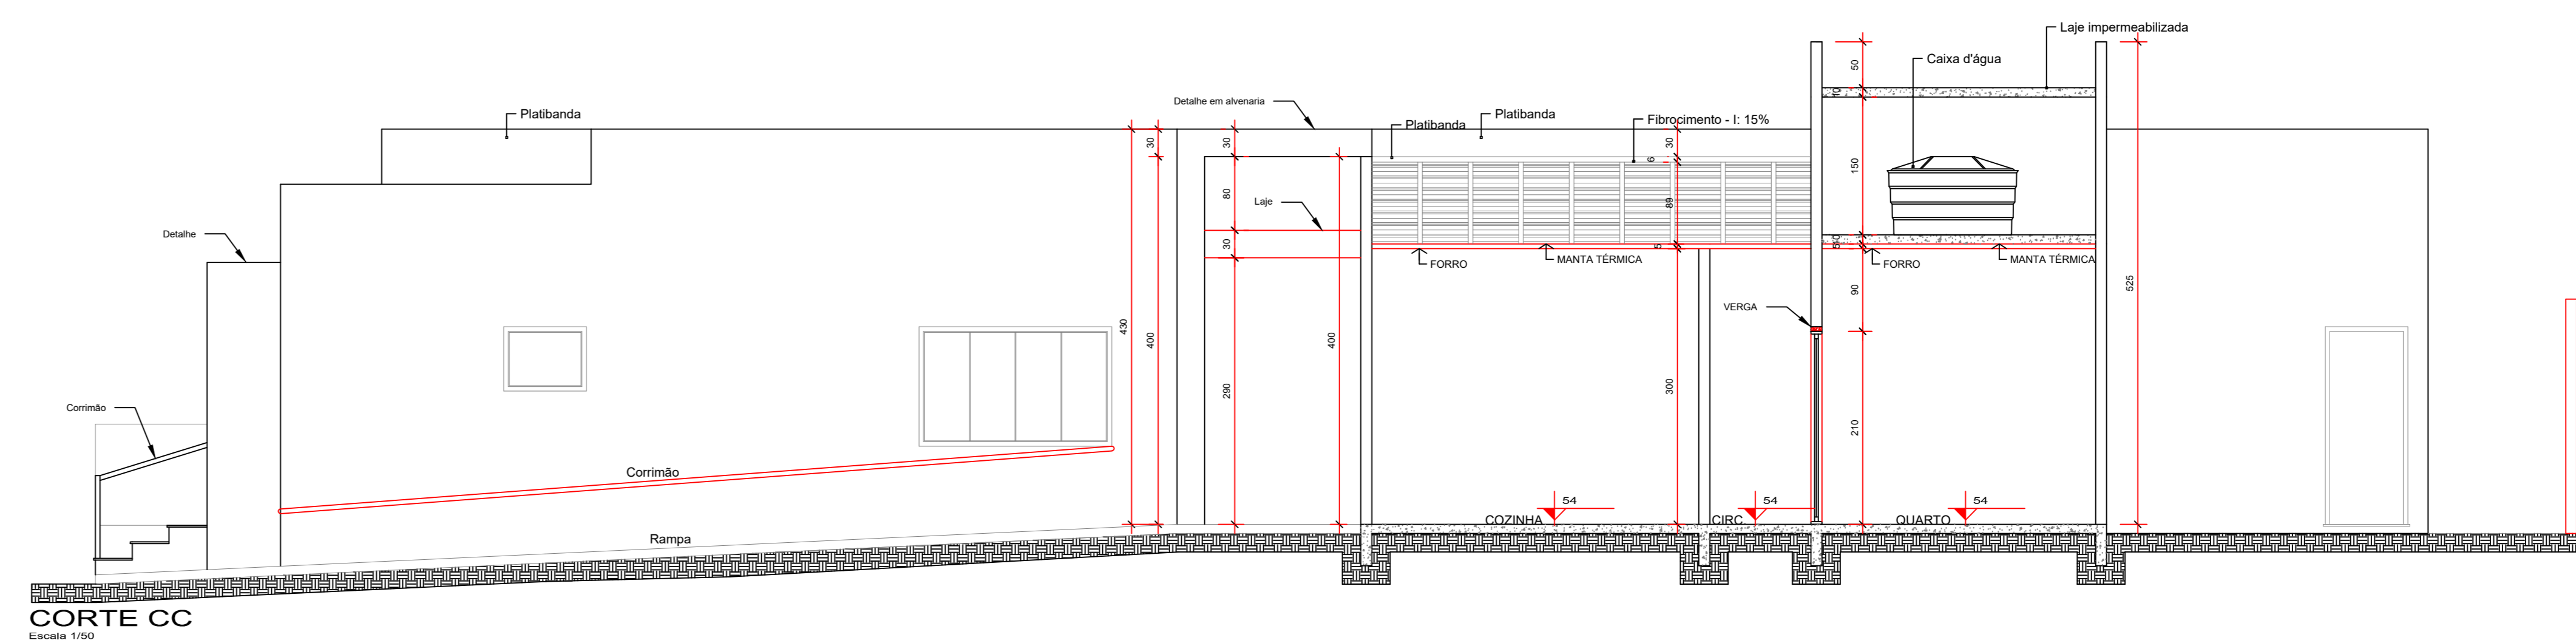 Laje impermeabilizada
Caixa d'água
50
10
Detalhe em alvenaria
Platibanda
Platibanda
Platibanda
Fibrocimento - I: 15%
30
30
30
6
150
80
89
Laje
Detalhe
30
5
10
5
FORRO
MANTA TÉRMICA
FORRO
MANTA TÉRMICA
525
90
VERGA
430
400
400
290
300
210
Corrimão
Corrimão
54
54
54
COZINHA
CIRC.
QUARTO
Rampa
CORTE CC
Escala 1/50